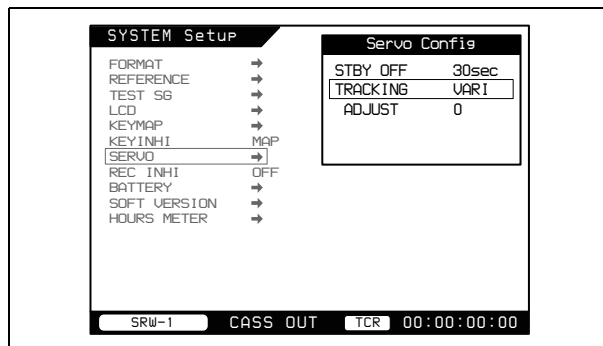 SYSTEM Setup
FORMAT ➔
REFERENCE ➔
TEST SG ➔
LCD ➔
KEYMAP ➔
KEYINHI MAP
SERVO ➔
REC INHI OFF
BATTERY ➔
SOFT VERSION ➔
HOURS METER ➔
Servo Config
STBY OFF 30sec
TRACKING VARI
ADJUST 0
SRW-1 CASS OUT TCR 00:00:00:00